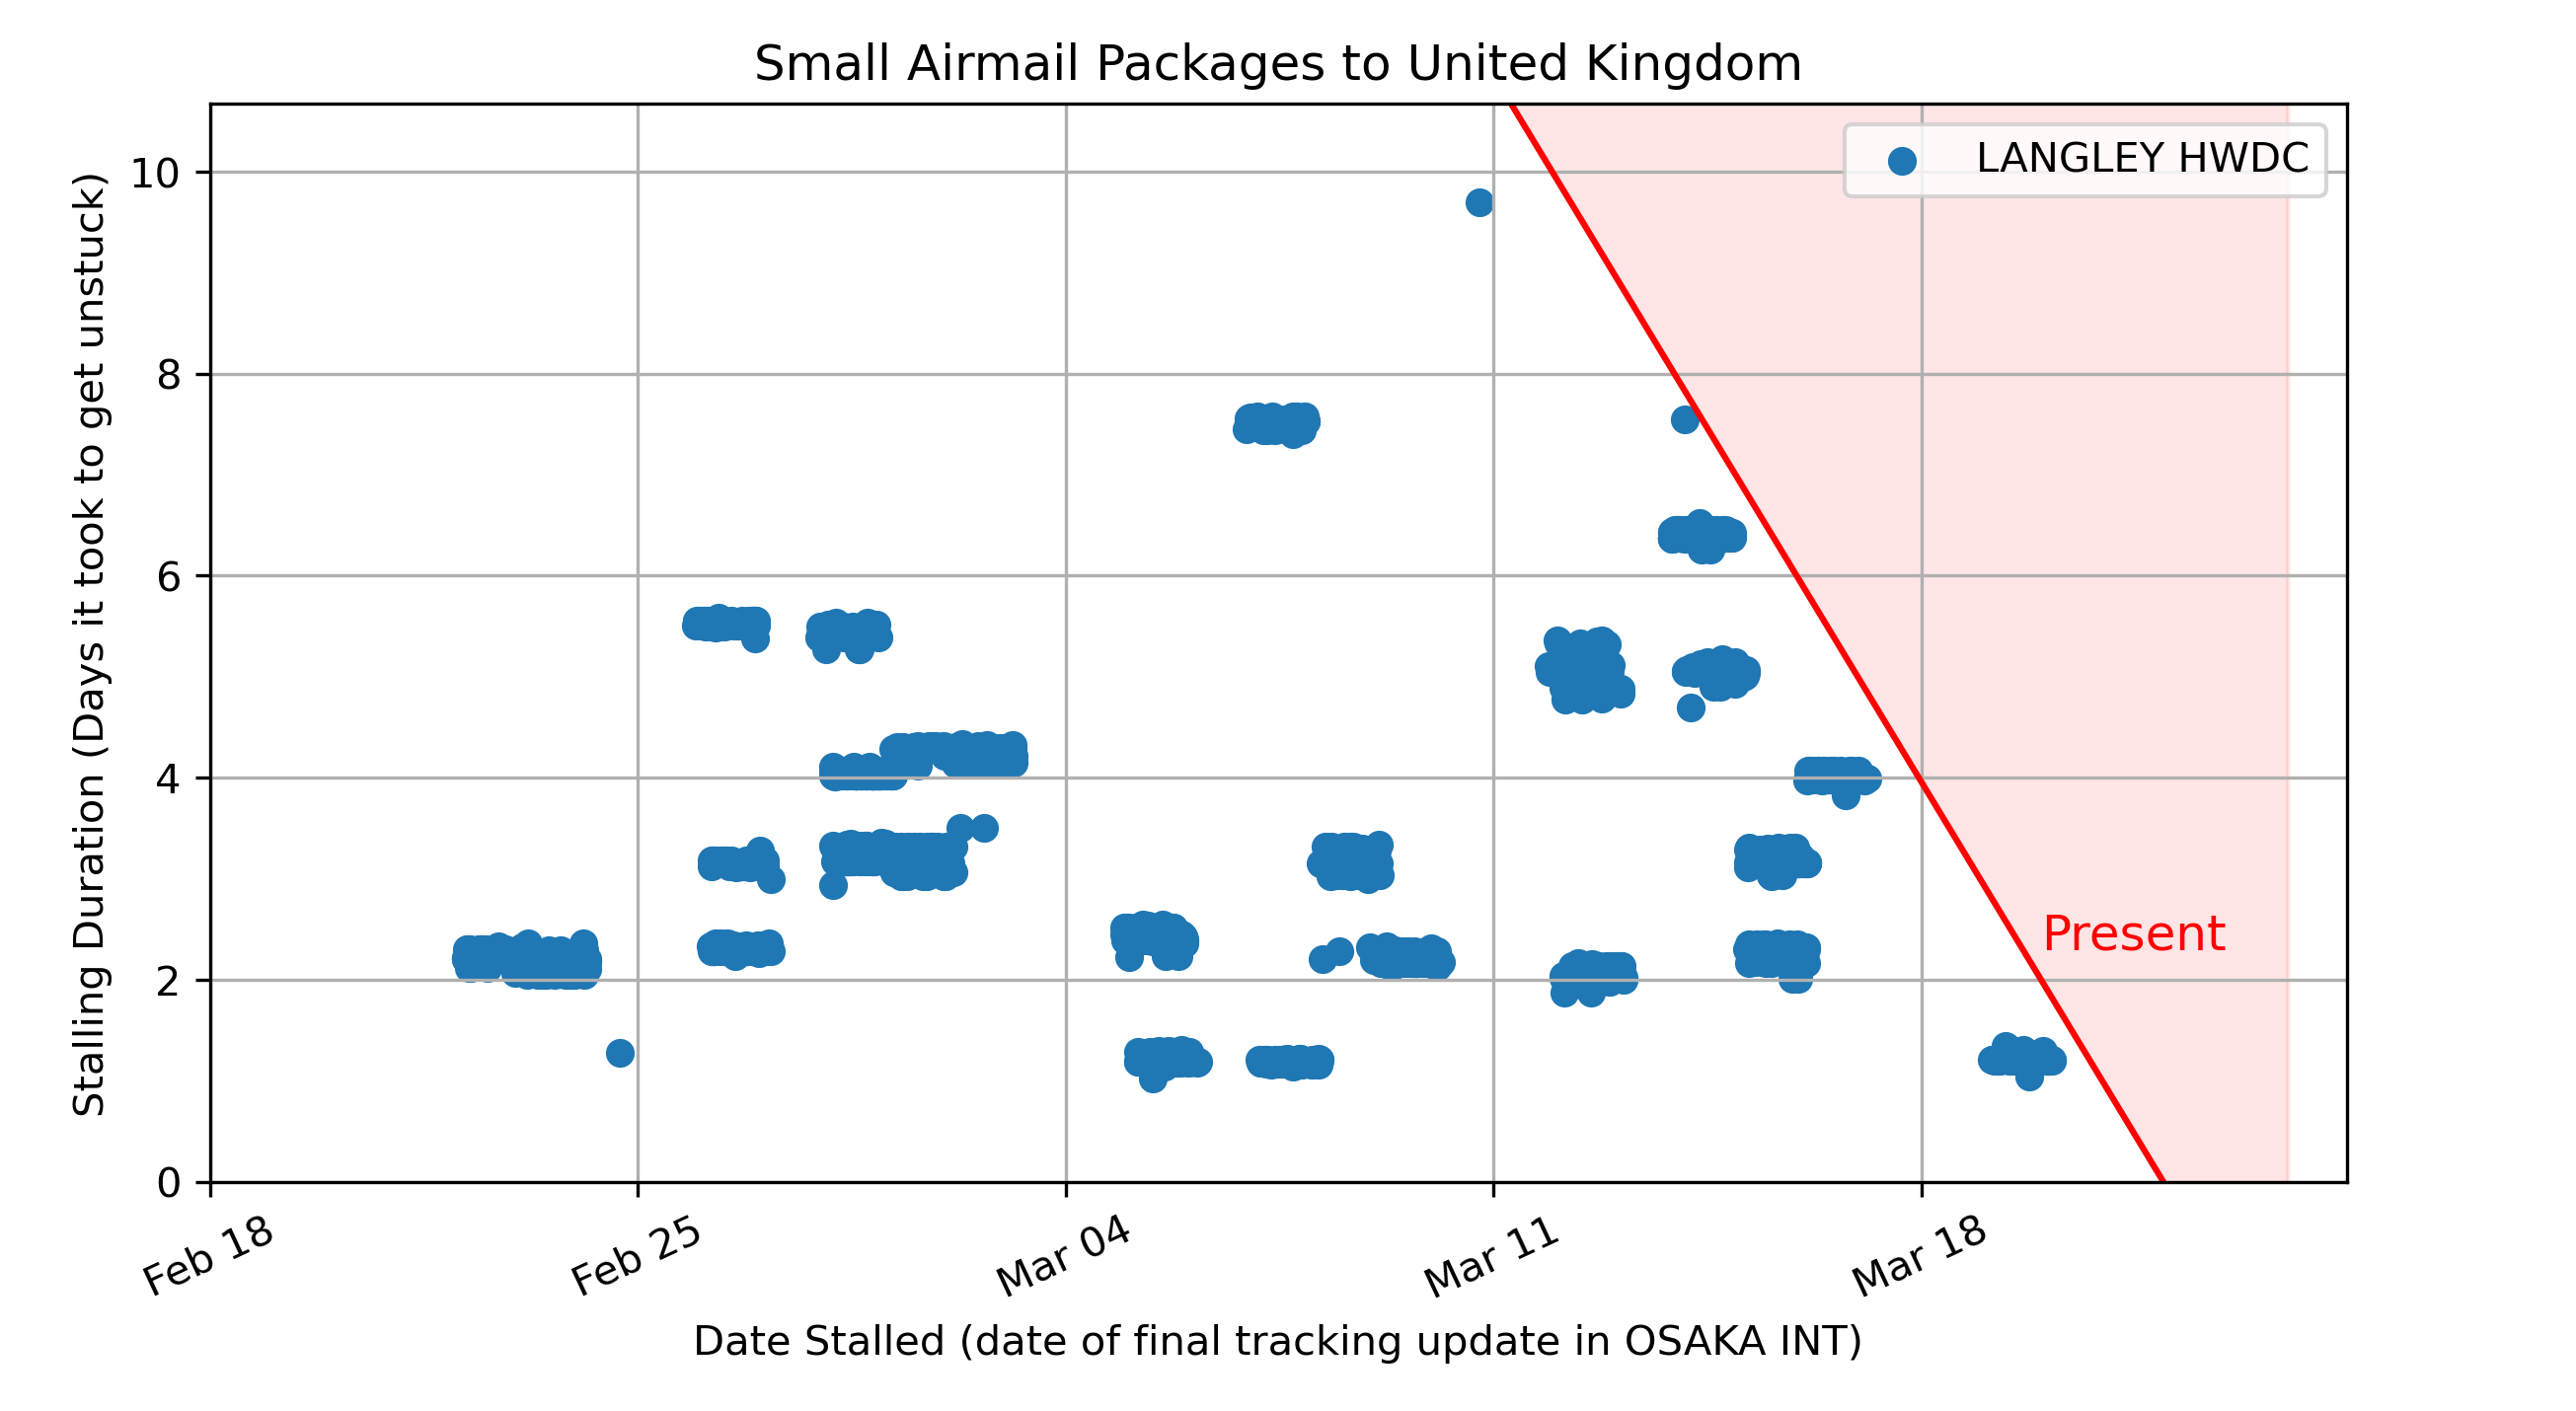 Small Airmail Packages to United Kingdom
LANGLEY HWDC
Present
Stalling Duration (Days it took to get unstuck)
10
8
6
4
2
0
Feb 18
Feb 25
Mar 04
Mar 11
Mar 18
Date Stalled (date of final tracking update in OSAKA INT)